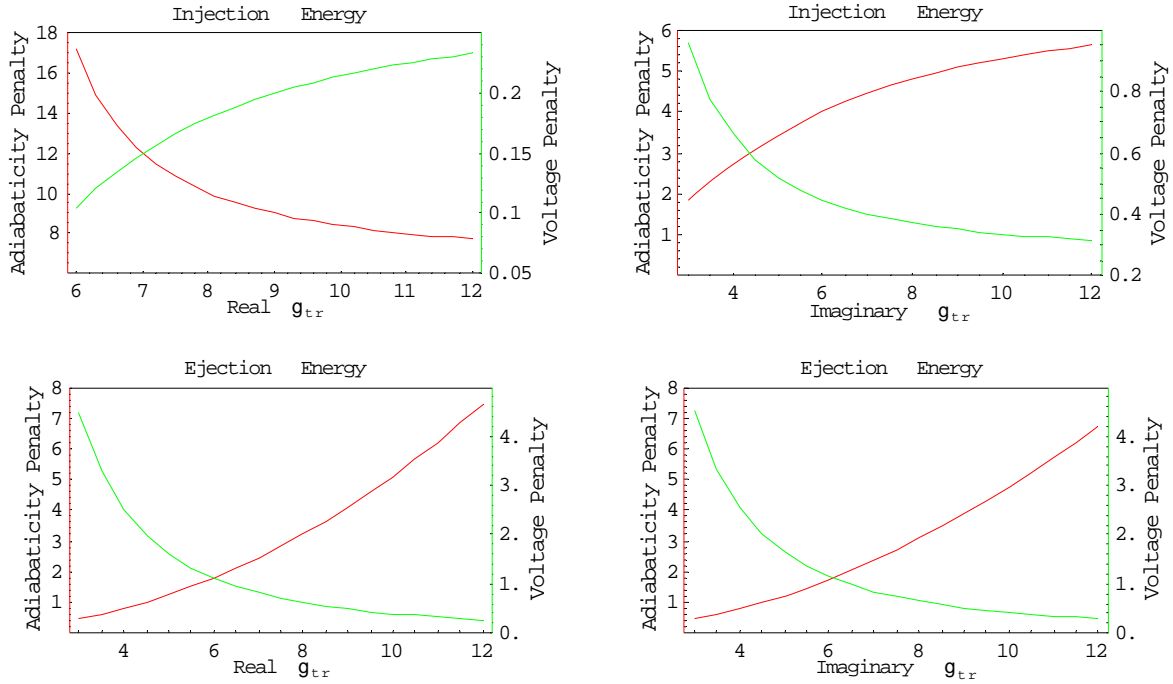 Injection Energy
Adiabaticity Penalty
18
16
14
12
10
8
0.2
0.15
0.1
0.05
Voltage Penalty
6 7 8 9 10 11 12
Real g_tr
Injection Energy
Adiabaticity Penalty
6
5
4
3
2
1
0.8
0.6
0.4
0.2
Voltage Penalty
4 6 8 10 12
Imaginary g_tr
Ejection Energy
Adiabaticity Penalty
8
7
6
5
4
3
2
1
4.
3.
2.
1.
0.
Voltage Penalty
4 6 8 10 12
Real g_tr
Ejection Energy
Adiabaticity Penalty
8
7
6
5
4
3
2
1
4.
3.
2.
1.
0.
Voltage Penalty
4 6 8 10 12
Imaginary g_tr